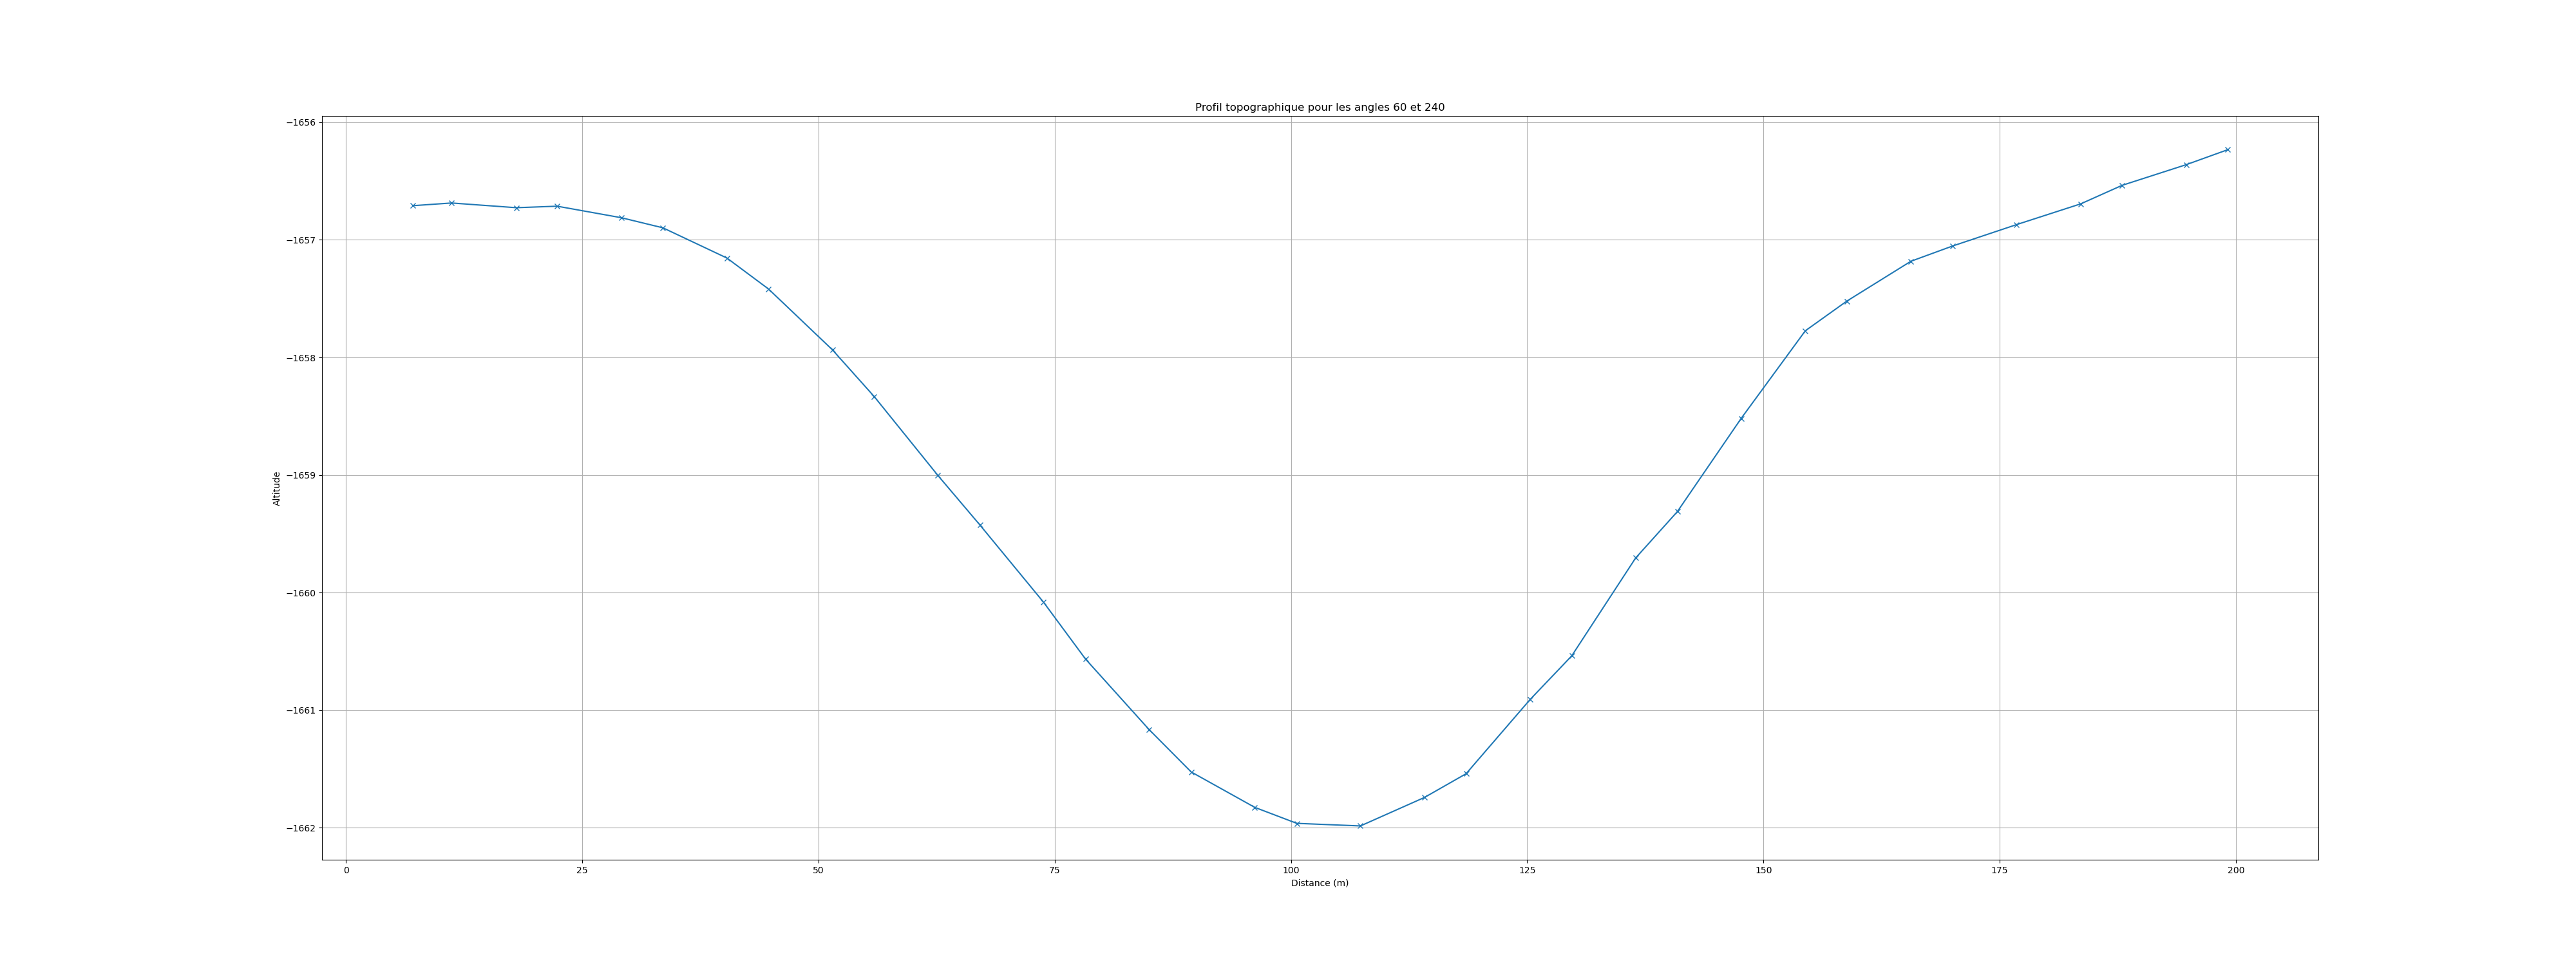 Profil topographique pour les angles 60 et 240
Altitude
−1656
−1657
−1658
−1659
−1660
−1661
−1662
0 25 50 75 100 125 150 175 200
Distance (m)